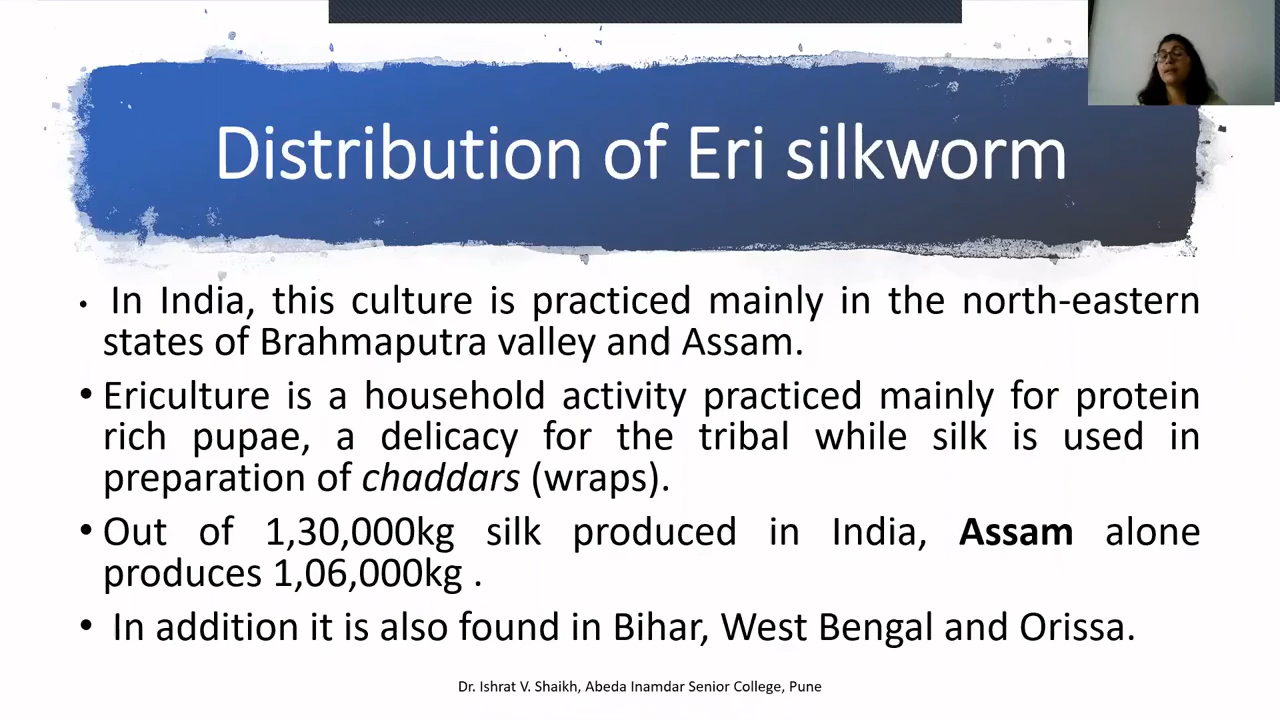 Distribution of Eri silkworm
• In India, this culture is practiced mainly in the north-eastern
states of Brahmaputra valley and Assam.
• Ericulture is a household activity practiced mainly for protein
rich pupae, a delicacy for the tribal while silk is used in
preparation of chaddars (wraps).
• Out of 1,30,000kg silk produced in India, Assam alone
produces 1,06,000kg .
• In addition it is also found in Bihar, West Bengal and Orissa.
Dr. Ishrat V. Shaikh, Abeda Inamdar Senior College, Pune